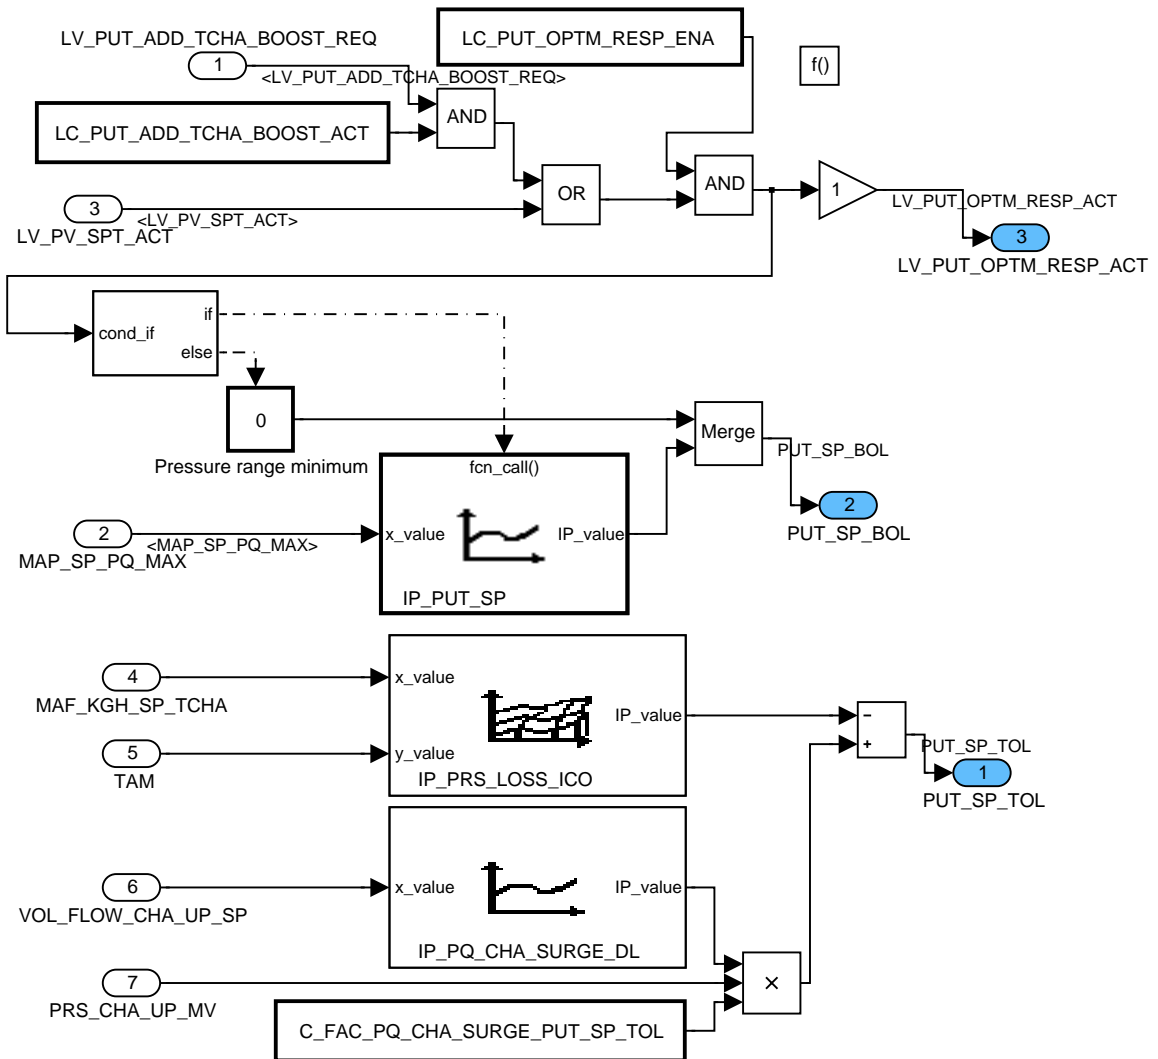 LV_PUT_ADD_TCHA_BOOST_REQ
1
<LV_PUT_ADD_TCHA_BOOST_REQ>
LC_PUT_OPTM_RESP_ENA
f()
LC_PUT_ADD_TCHA_BOOST_ACT
AND
OR
AND
1
LV_PUT_OPTM_RESP_ACT
3
LV_PUT_OPTM_RESP_ACT
3
<LV_PV_SPT_ACT>
LV_PV_SPT_ACT
cond_if
if
else
0
Pressure range minimum
Merge
PUT_SP_BOL
2
PUT_SP_BOL
fcn_call()
2
<MAP_SP_PQ_MAX>
MAP_SP_PQ_MAX
x_value
IP_value
IP_PUT_SP
4
MAF_KGH_SP_TCHA
x_value
IP_value
5
TAM
y_value
IP_PRS_LOSS_ICO
−
+
PUT_SP_TOL
1
PUT_SP_TOL
6
VOL_FLOW_CHA_UP_SP
x_value
IP_value
IP_PQ_CHA_SURGE_DL
7
PRS_CHA_UP_MV
×
C_FAC_PQ_CHA_SURGE_PUT_SP_TOL